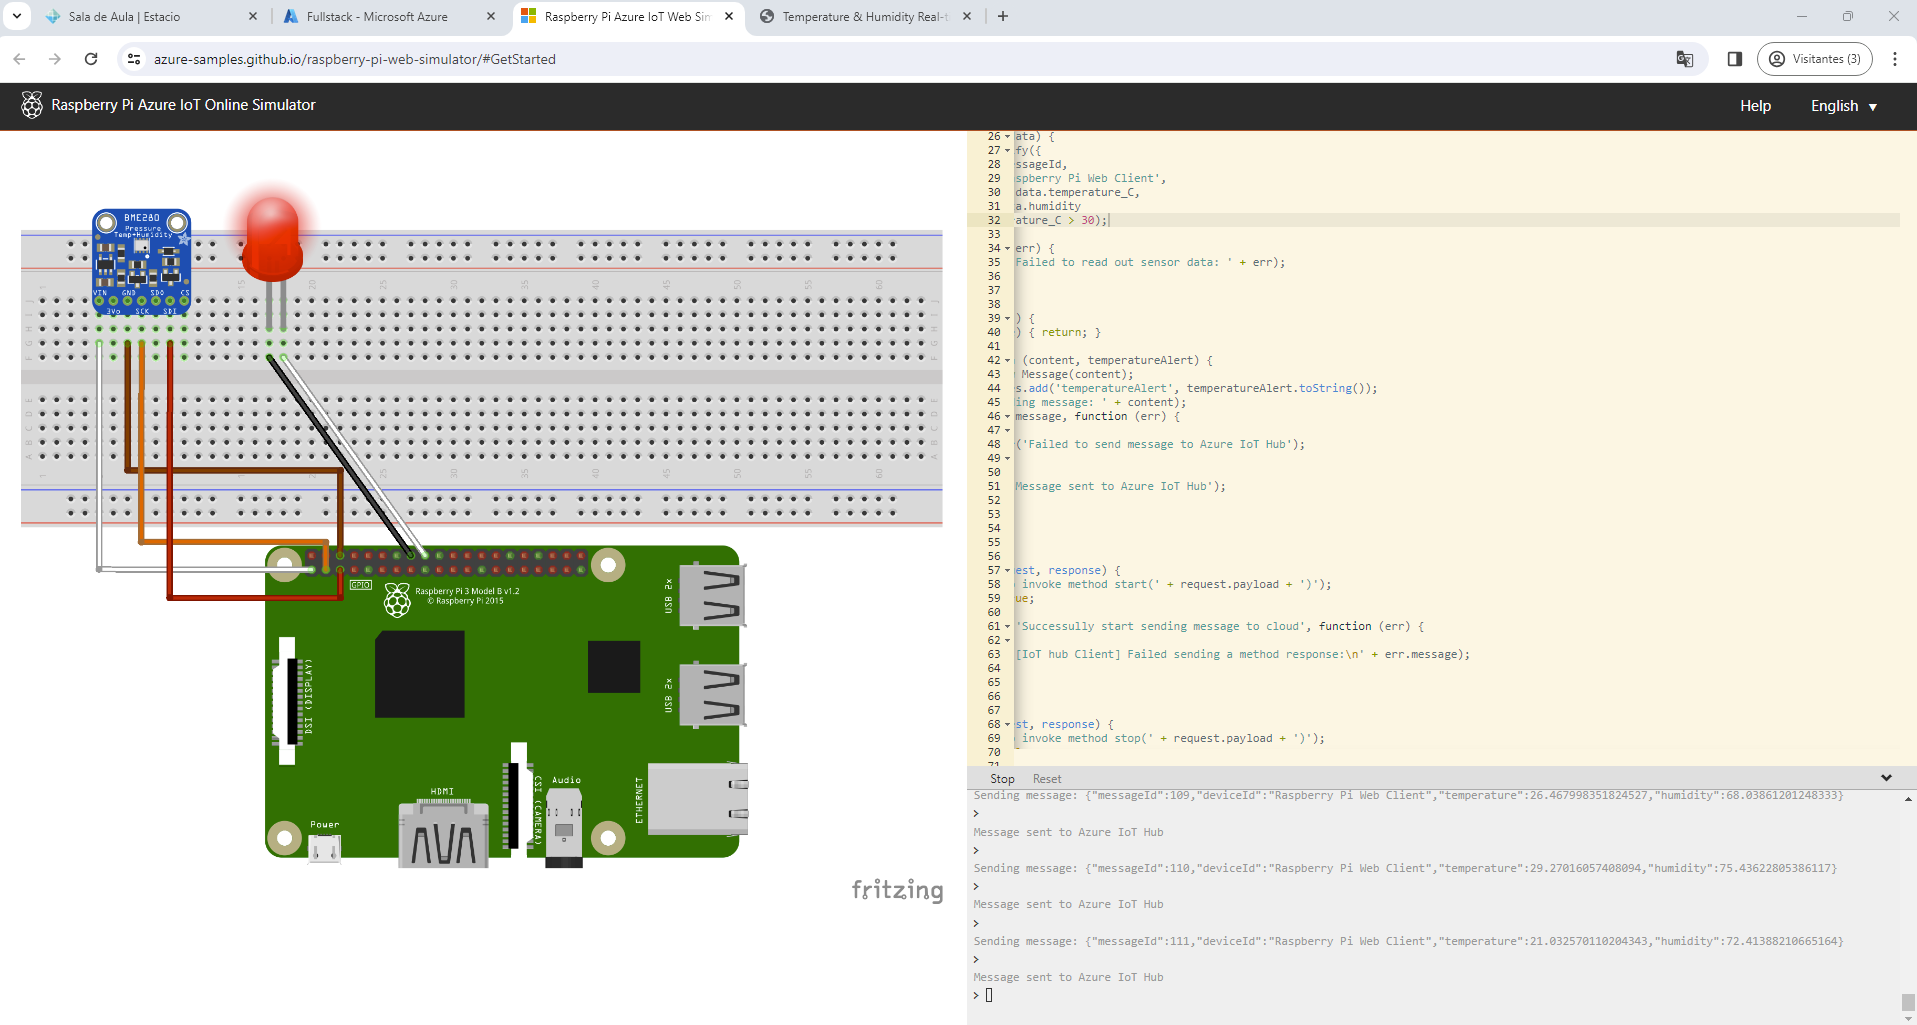 Sala de Aula | Estacio
Fullstack - Microsoft Azure
Raspberry Pi Azure IoT Web Sim
Temperature & Humidity Real-t
azure-samples.github.io/raspberry-pi-web-simulator/#GetStarted
Visitantes (3)
Raspberry Pi Azure IoT Online Simulator
Help
English
BME280
Pressure
Temp+Humidity
VIN GND SDO CS
3Vo SCK SDI
GPIO
Raspberry Pi 3 Model B v1.2
© Raspberry Pi 2015
USB 2x
USB 2x
DSI (DISPLAY)
CSI (CAMERA)
ETHERNET
Audio
HDMI
Power
fritzing
26 ata) {
27 fy({
28 ssageId,
29 spberry Pi Web Client',
30 data.temperature_C,
31 a.humidity
32 ature_C > 30);
33
34 err) {
35 Failed to read out sensor data: ' + err);
36
37
38
39 ) {
40 ) { return; }
41
42 (content, temperatureAlert) {
43 Message(content);
44 s.add('temperatureAlert', temperatureAlert.toString());
45 ing message: ' + content);
46 message, function (err) {
47
48 ('Failed to send message to Azure IoT Hub');
49
50
51 Message sent to Azure IoT Hub');
52
53
54
55
56
57 est, response) {
58 invoke method start(' + request.payload + ')');
59 ue;
60
61 'Successully start sending message to cloud', function (err) {
62
63 [IoT hub Client] Failed sending a method response:\n' + err.message);
64
65
66
67
68 st, response) {
69 invoke method stop(' + request.payload + ')');
70
71
Stop Reset
Sending message: {"messageId":109,"deviceId":"Raspberry Pi Web Client","temperature":26.467998351824527,"humidity":68.03861201248333}
>
Message sent to Azure IoT Hub
>
Sending message: {"messageId":110,"deviceId":"Raspberry Pi Web Client","temperature":29.27016057408094,"humidity":75.43622805386117}
>
Message sent to Azure IoT Hub
>
Sending message: {"messageId":111,"deviceId":"Raspberry Pi Web Client","temperature":21.032570110204343,"humidity":72.41388210665164}
>
Message sent to Azure IoT Hub
>